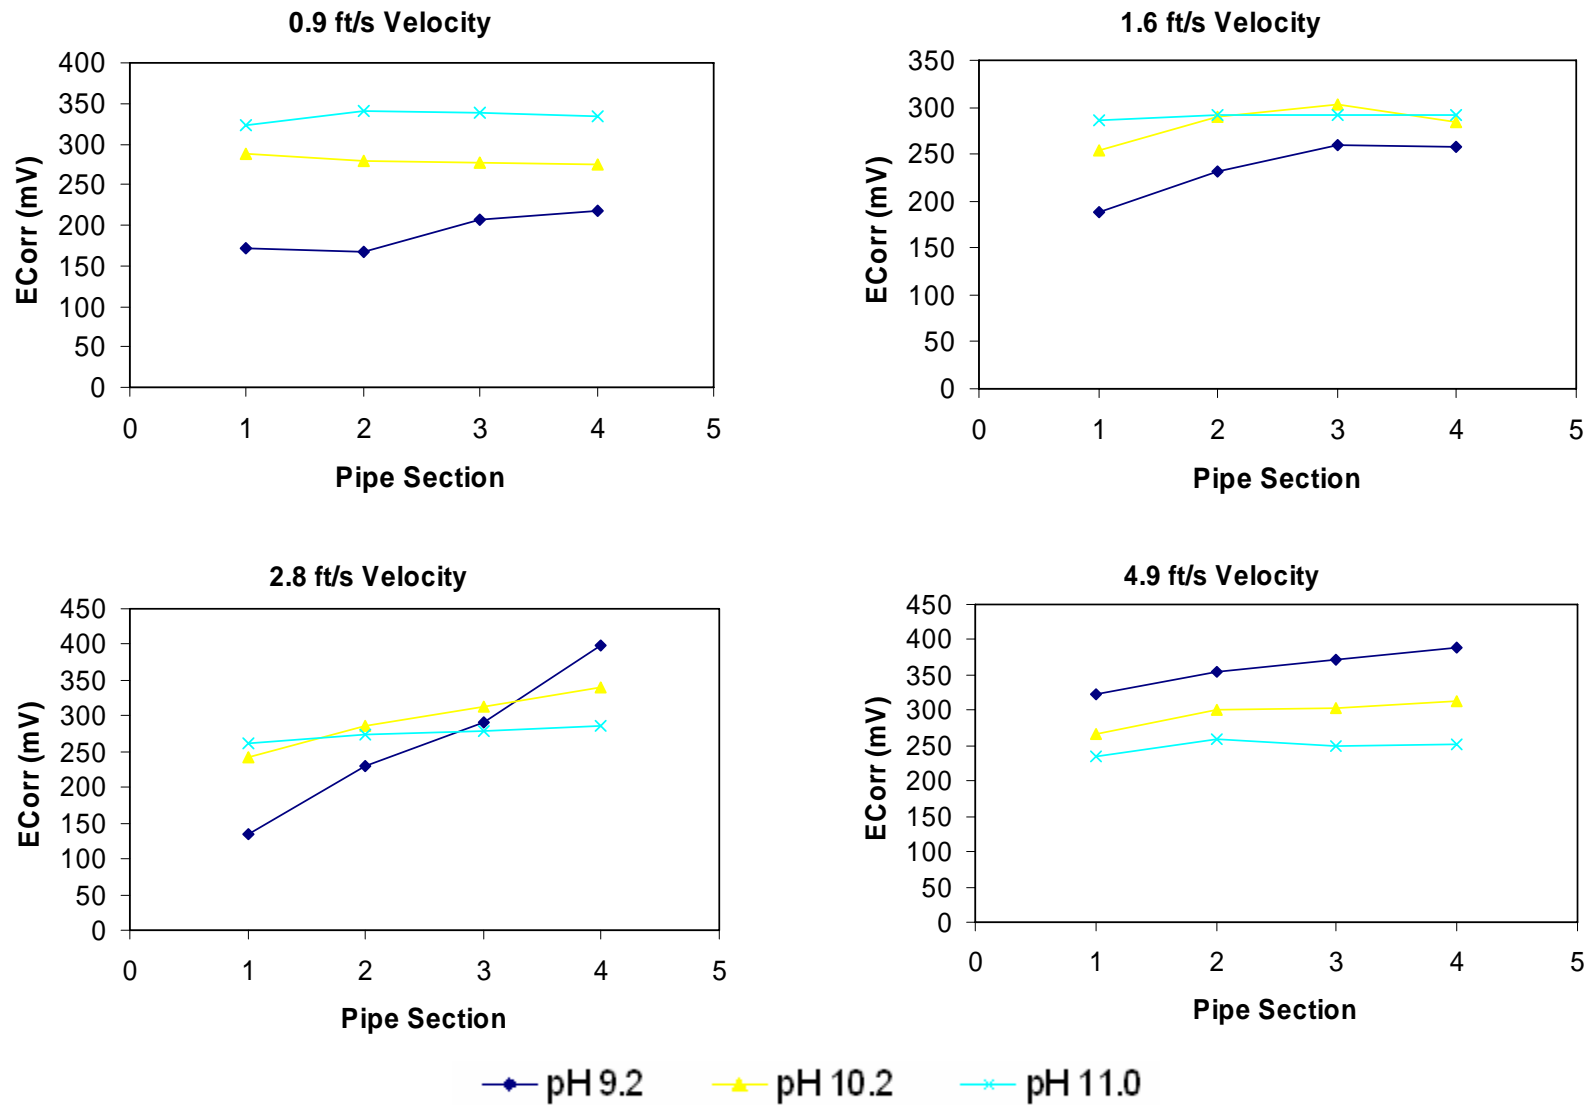 0.9 ft/s Velocity
400
350
300
250
200
150
100
50
0
ECorr (mV)
0 1 2 3 4 5
Pipe Section
1.6 ft/s Velocity
350
300
250
200
150
100
50
0
ECorr (mV)
0 1 2 3 4 5
Pipe Section
2.8 ft/s Velocity
450
400
350
300
250
200
150
100
50
0
ECorr (mV)
0 1 2 3 4 5
Pipe Section
4.9 ft/s Velocity
450
400
350
300
250
200
150
100
50
0
ECorr (mV)
0 1 2 3 4 5
Pipe Section
pH 9.2 pH 10.2 pH 11.0